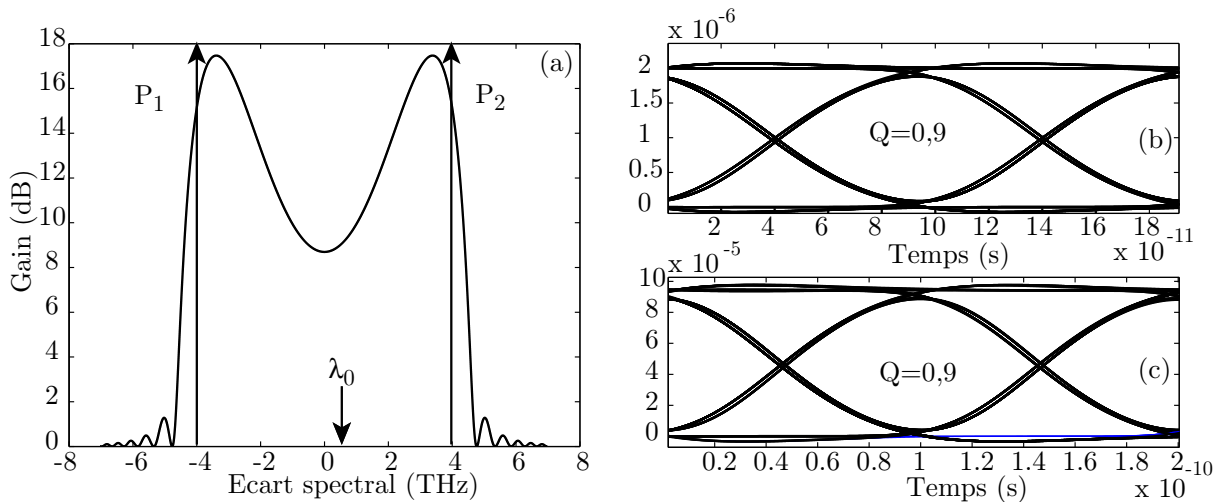 18
16
14
12
10
8
6
4
2
0
Gain (dB)
(a)
P1
P2
λ0
-8 -6 -4 -2 0 2 4 6 8
Ecart spectral (THz)
x 10-6
2
1.5
1
0.5
0
Q=0,9
(b)
2 4 6 8 10 12 14 16 18
Temps (s)
x 10-11
10 x 10-5
8
6
4
2
0
Q=0,9
(c)
0.2 0.4 0.6 0.8 1 1.2 1.4 1.6 1.8 2
Temps (s)
x 10-10